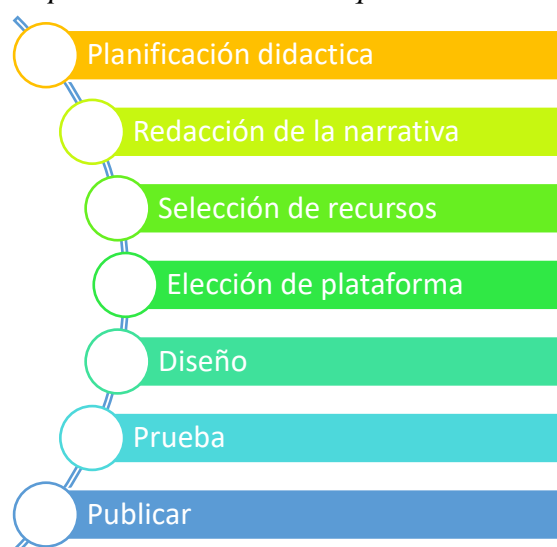 Planificación didactica
Redacción de la narrativa
Selección de recursos
Elección de plataforma
Diseño
Prueba
Publicar